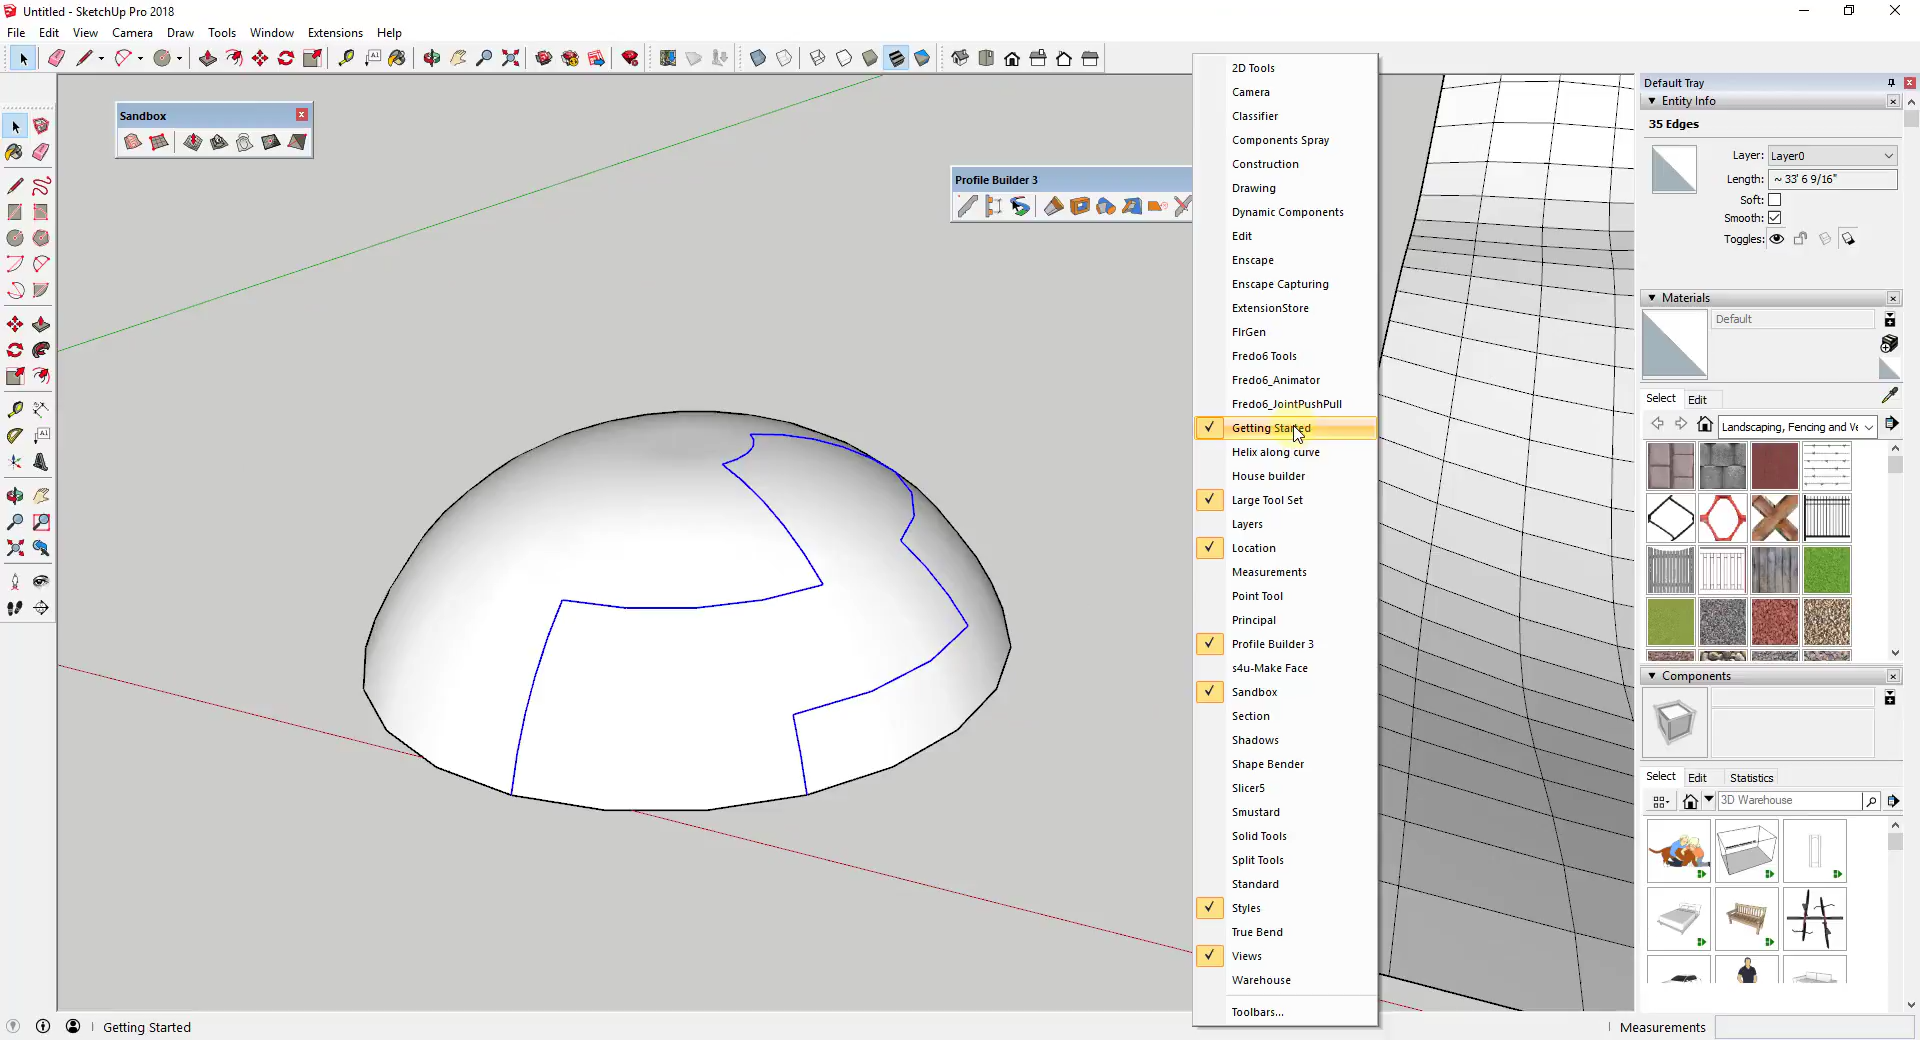 Untitled - SketchUp Pro 2018
File Edit View Camera Draw Tools Window Extensions Help
Sandbox
Profile Builder 3
2D Tools
Camera
Classifier
Components Spray
Construction
Drawing
Dynamic Components
Edit
Enscape
Enscape Capturing
ExtensionStore
FlrGen
Fredo6 Tools
Fredo6_Animator
Fredo6_JointPushPull
Getting Started
Helix along curve
House builder
Large Tool Set
Layers
Location
Measurements
Point Tool
Principal
Profile Builder 3
s4u-Make Face
Sandbox
Section
Shadows
Shape Bender
Slicer5
Smustard
Solid Tools
Split Tools
Standard
Styles
True Bend
Views
Warehouse
Toolbars...
Default Tray
Entity Info
35 Edges
Layer: Layer0
Length: ~ 33' 6 9/16"
Soft:
Smooth:
Toggles:
Materials
Default
Select Edit
Landscaping, Fencing and Ve
Components
Select Edit Statistics
3D Warehouse
Getting Started
Measurements